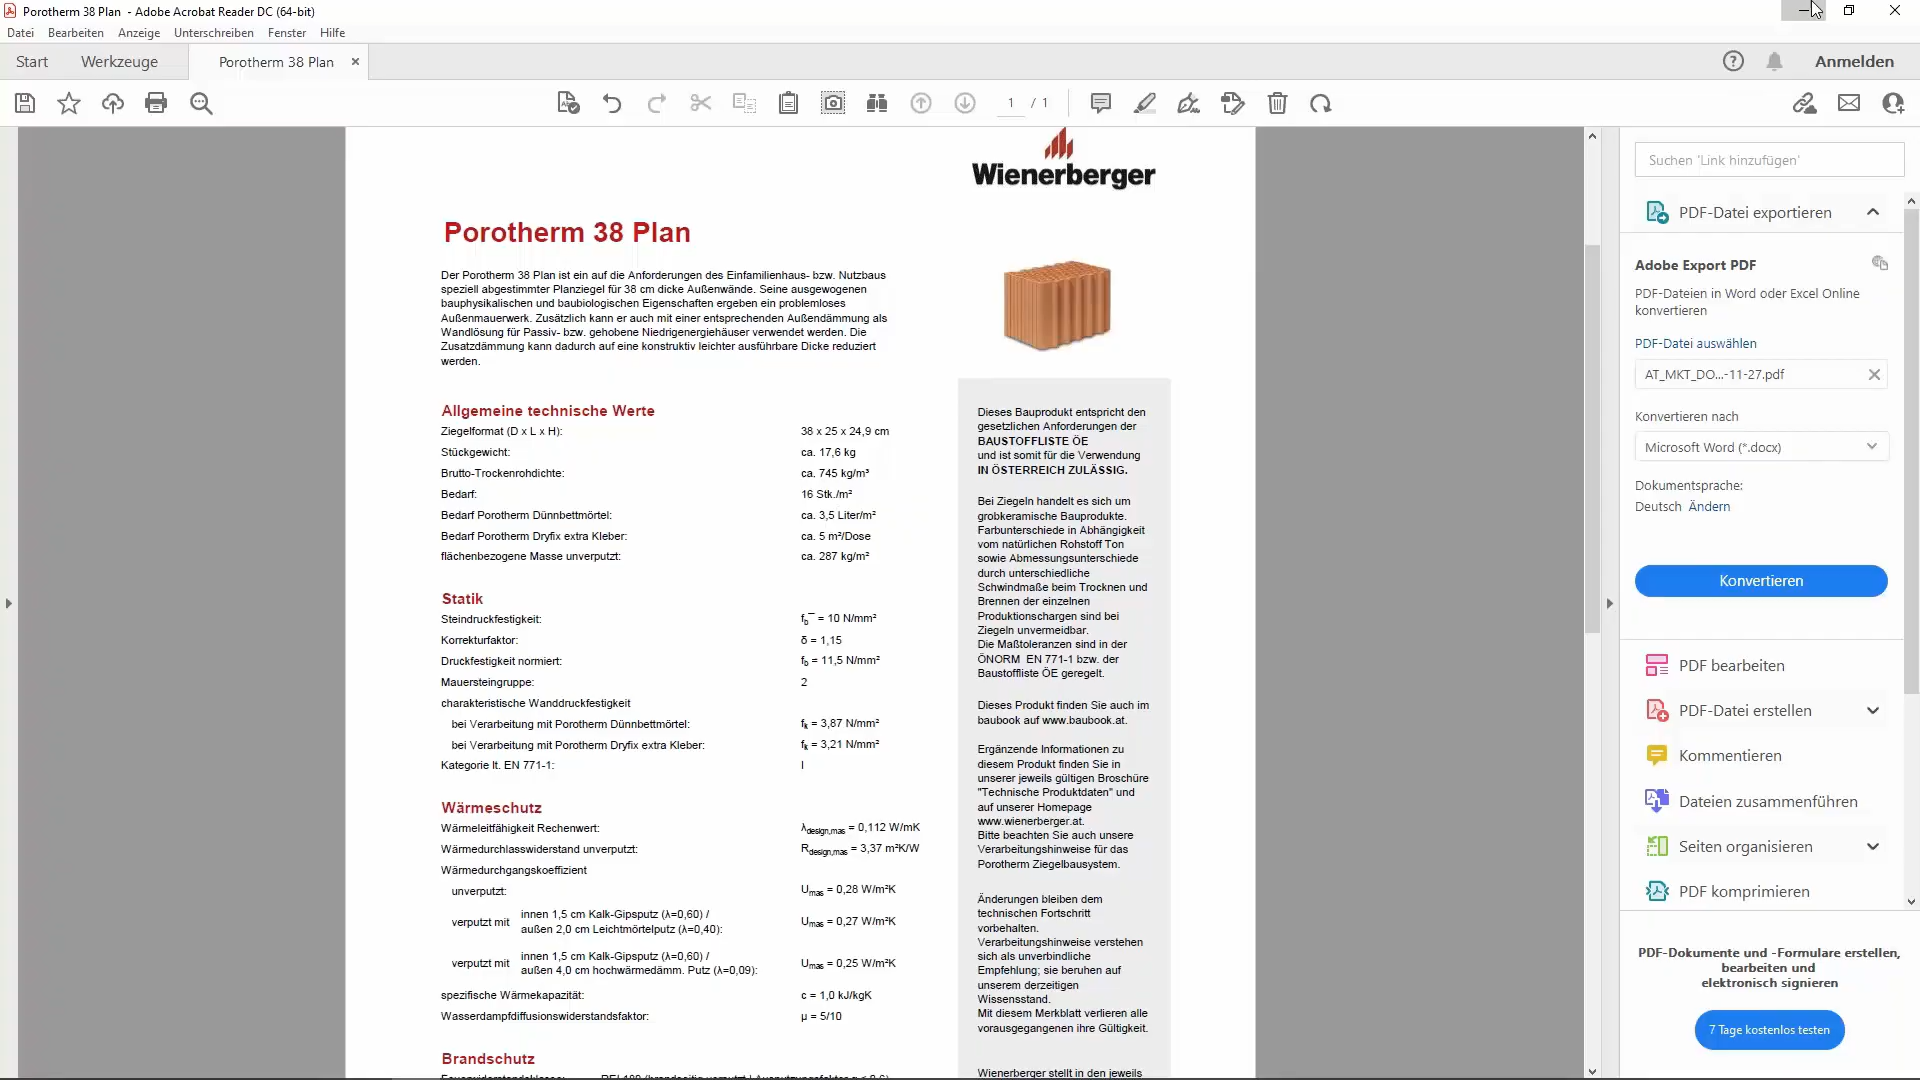 Porotherm 38 Plan - Adobe Acrobat Reader DC (64-bit)
Datei Bearbeiten Anzeige Unterschreiben Fenster Hilfe
Start Werkzeuge Porotherm 38 Plan Anmelden
1 / 1
Wienerberger
Porotherm 38 Plan
Der Porotherm 38 Plan ist ein auf die Anforderungen des Einfamilienhaus- bzw. Nutzbaus
speziell abgestimmter Planziegel für 38 cm dicke Außenwände. Seine ausgewogenen
bauphysikalischen und baubiologischen Eigenschaften ergeben ein problemloses
Außenmauerwerk. Zusätzlich kann er auch mit einer entsprechenden Außendämmung als
Wandlösung für Passiv- bzw. gehobene Niedrigenergiehäuser verwendet werden. Die
Zusatzdämmung kann dadurch auf eine konstruktiv leichter ausführbare Dicke reduziert
werden.
Allgemeine technische Werte
Ziegelformat (D x L x H): 38 x 25 x 24,9 cm
Stückgewicht: ca. 17,6 kg
Brutto-Trockenrohdichte: ca. 745 kg/m³
Bedarf: 16 Stk./m²
Bedarf Porotherm Dünnbettmörtel: ca. 3,5 Liter/m²
Bedarf Porotherm Dryfix extra Kleber: ca. 5 m²/Dose
flächenbezogene Masse unverputzt: ca. 287 kg/m²
Statik
Steindruckfestigkeit: f̅b = 10 N/mm²
Korrekturfaktor: δ = 1,15
Druckfestigkeit normiert: fb = 11,5 N/mm²
Mauersteingruppe: 2
charakteristische Wanddruckfestigkeit
bei Verarbeitung mit Porotherm Dünnbettmörtel: fk = 3,87 N/mm²
bei Verarbeitung mit Porotherm Dryfix extra Kleber: fk = 3,21 N/mm²
Kategorie lt. EN 771-1: I
Wärmeschutz
Wärmeleitfähigkeit Rechenwert: λdesign,mas = 0,112 W/mK
Wärmedurchlasswiderstand unverputzt: Rdesign,mas = 3,37 m²K/W
Wärmedurchgangskoeffizient
unverputzt: Umas = 0,28 W/m²K
verputzt mit innen 1,5 cm Kalk-Gipsputz (λ=0,60) /
außen 2,0 cm Leichtmörtelputz (λ=0,40): Umas = 0,27 W/m²K
verputzt mit innen 1,5 cm Kalk-Gipsputz (λ=0,60) /
außen 4,0 cm hochwärmedämm. Putz (λ=0,09): Umas = 0,25 W/m²K
spezifische Wärmekapazität: c = 1,0 kJ/kgK
Wasserdampfdiffusionswiderstandsfaktor: μ = 5/10
Brandschutz
Dieses Bauprodukt entspricht den
gesetzlichen Anforderungen der
BAUSTOFFLISTE ÖE
und ist somit für die Verwendung
IN ÖSTERREICH ZULÄSSIG.
Bei Ziegeln handelt es sich um
grobkeramische Bauprodukte.
Farbunterschiede in Abhängigkeit
vom natürlichen Rohstoff Ton
sowie Abmessungsunterschiede
durch unterschiedliche
Schwindmaße beim Trocknen und
Brennen der einzelnen
Produktionschargen sind bei
Ziegeln unvermeidbar.
Die Maßtoleranzen sind in der
ÖNORM EN 771-1 bzw. der
Baustoffliste ÖE geregelt.
Dieses Produkt finden Sie auch im
baubook auf www.baubook.at.
Ergänzende Informationen zu
diesem Produkt finden Sie in
unserer jeweils gültigen Broschüre
"Technische Produktdaten" und
auf unserer Homepage
www.wienerberger.at.
Bitte beachten Sie auch unsere
Verarbeitungshinweise für das
Porotherm Ziegelbausystem.
Änderungen bleiben dem
technischen Fortschritt
vorbehalten.
Verarbeitungshinweise verstehen
sich als unverbindliche
Empfehlung; sie beruhen auf
unserem derzeitigen
Wissensstand.
Mit diesem Merkblatt verlieren alle
vorausgegangenen ihre Gültigkeit.
Wienerberger stellt in den jeweils
Suchen 'Link hinzufügen'
PDF-Datei exportieren
Adobe Export PDF
PDF-Dateien in Word oder Excel Online
konvertieren
PDF-Datei auswählen
AT_MKT_DO...-11-27.pdf
Konvertieren nach
Microsoft Word (*.docx)
Dokumentsprache:
Deutsch Ändern
Konvertieren
PDF bearbeiten
PDF-Datei erstellen
Kommentieren
Dateien zusammenführen
Seiten organisieren
PDF komprimieren
PDF-Dokumente und -Formulare erstellen,
bearbeiten und
elektronisch signieren
7 Tage kostenlos testen